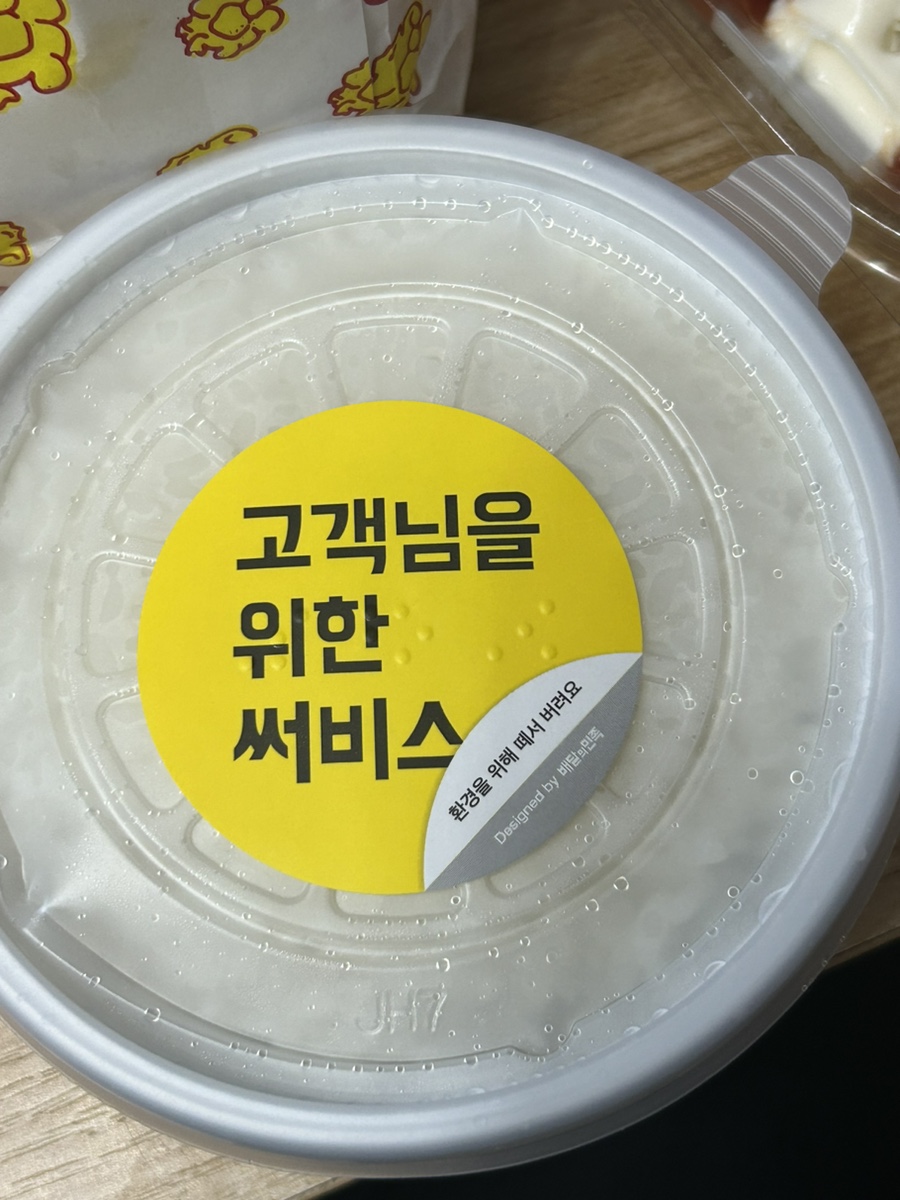 고객님을
위한
써비스
환경을 위해 떼서 버려요
Designed by 배달의민족
JH7